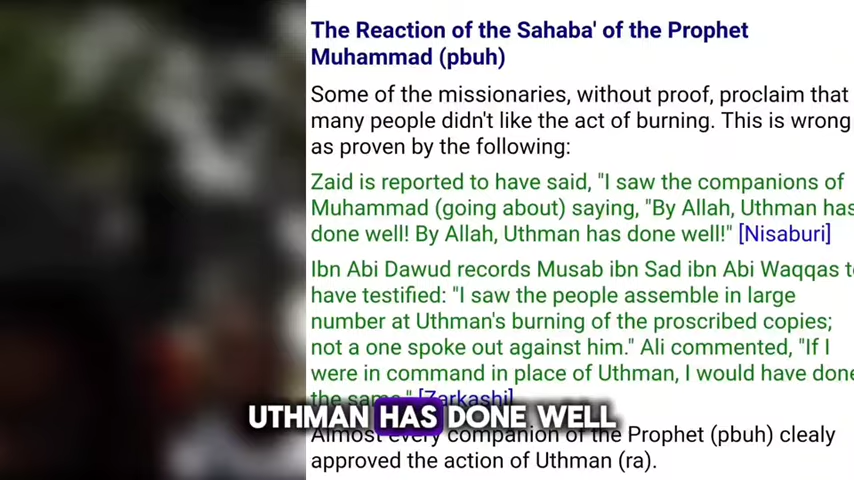 The Reaction of the Sahaba' of the Prophet
Muhammad (pbuh)
Some of the missionaries, without proof, proclaim that
many people didn't like the act of burning. This is wrong
as proven by the following:
Zaid is reported to have said, "I saw the companions of
Muhammad (going about) saying, "By Allah, Uthman has
done well! By Allah, Uthman has done well!" [Nisaburi]
Ibn Abi Dawud records Musab ibn Sad ibn Abi Waqqas t
have testified: "I saw the people assemble in large
number at Uthman's burning of the proscribed copies;
not a one spoke out against him." Ali commented, "If I
were in command in place of Uthman, I would have done
the same." [Zarkashi]
UTHMAN HAS DONE WELL
Almost every companion of the Prophet (pbuh) clealy
approved the action of Uthman (ra).